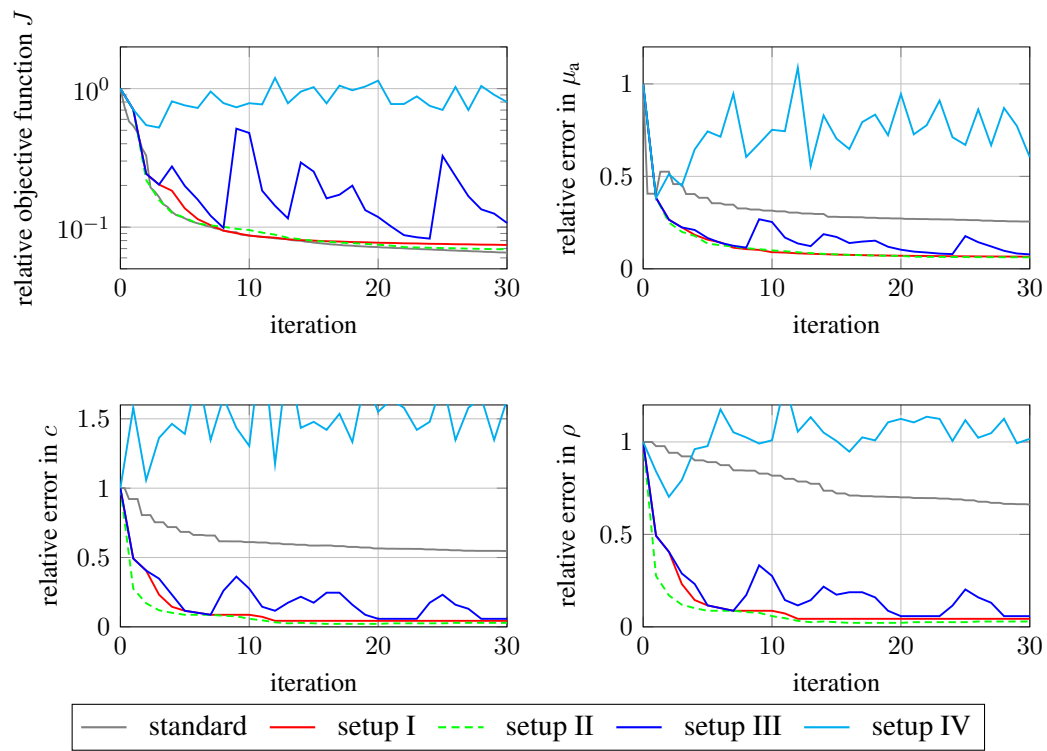 relative objective function J
10⁰
10⁻¹
0 10 20 30
iteration
relative error in μₐ
1
0.5
0
0 10 20 30
iteration
relative error in c
1.5
1
0.5
0
0 10 20 30
iteration
relative error in ρ
1
0.5
0
0 10 20 30
iteration
standard setup I setup II setup III setup IV